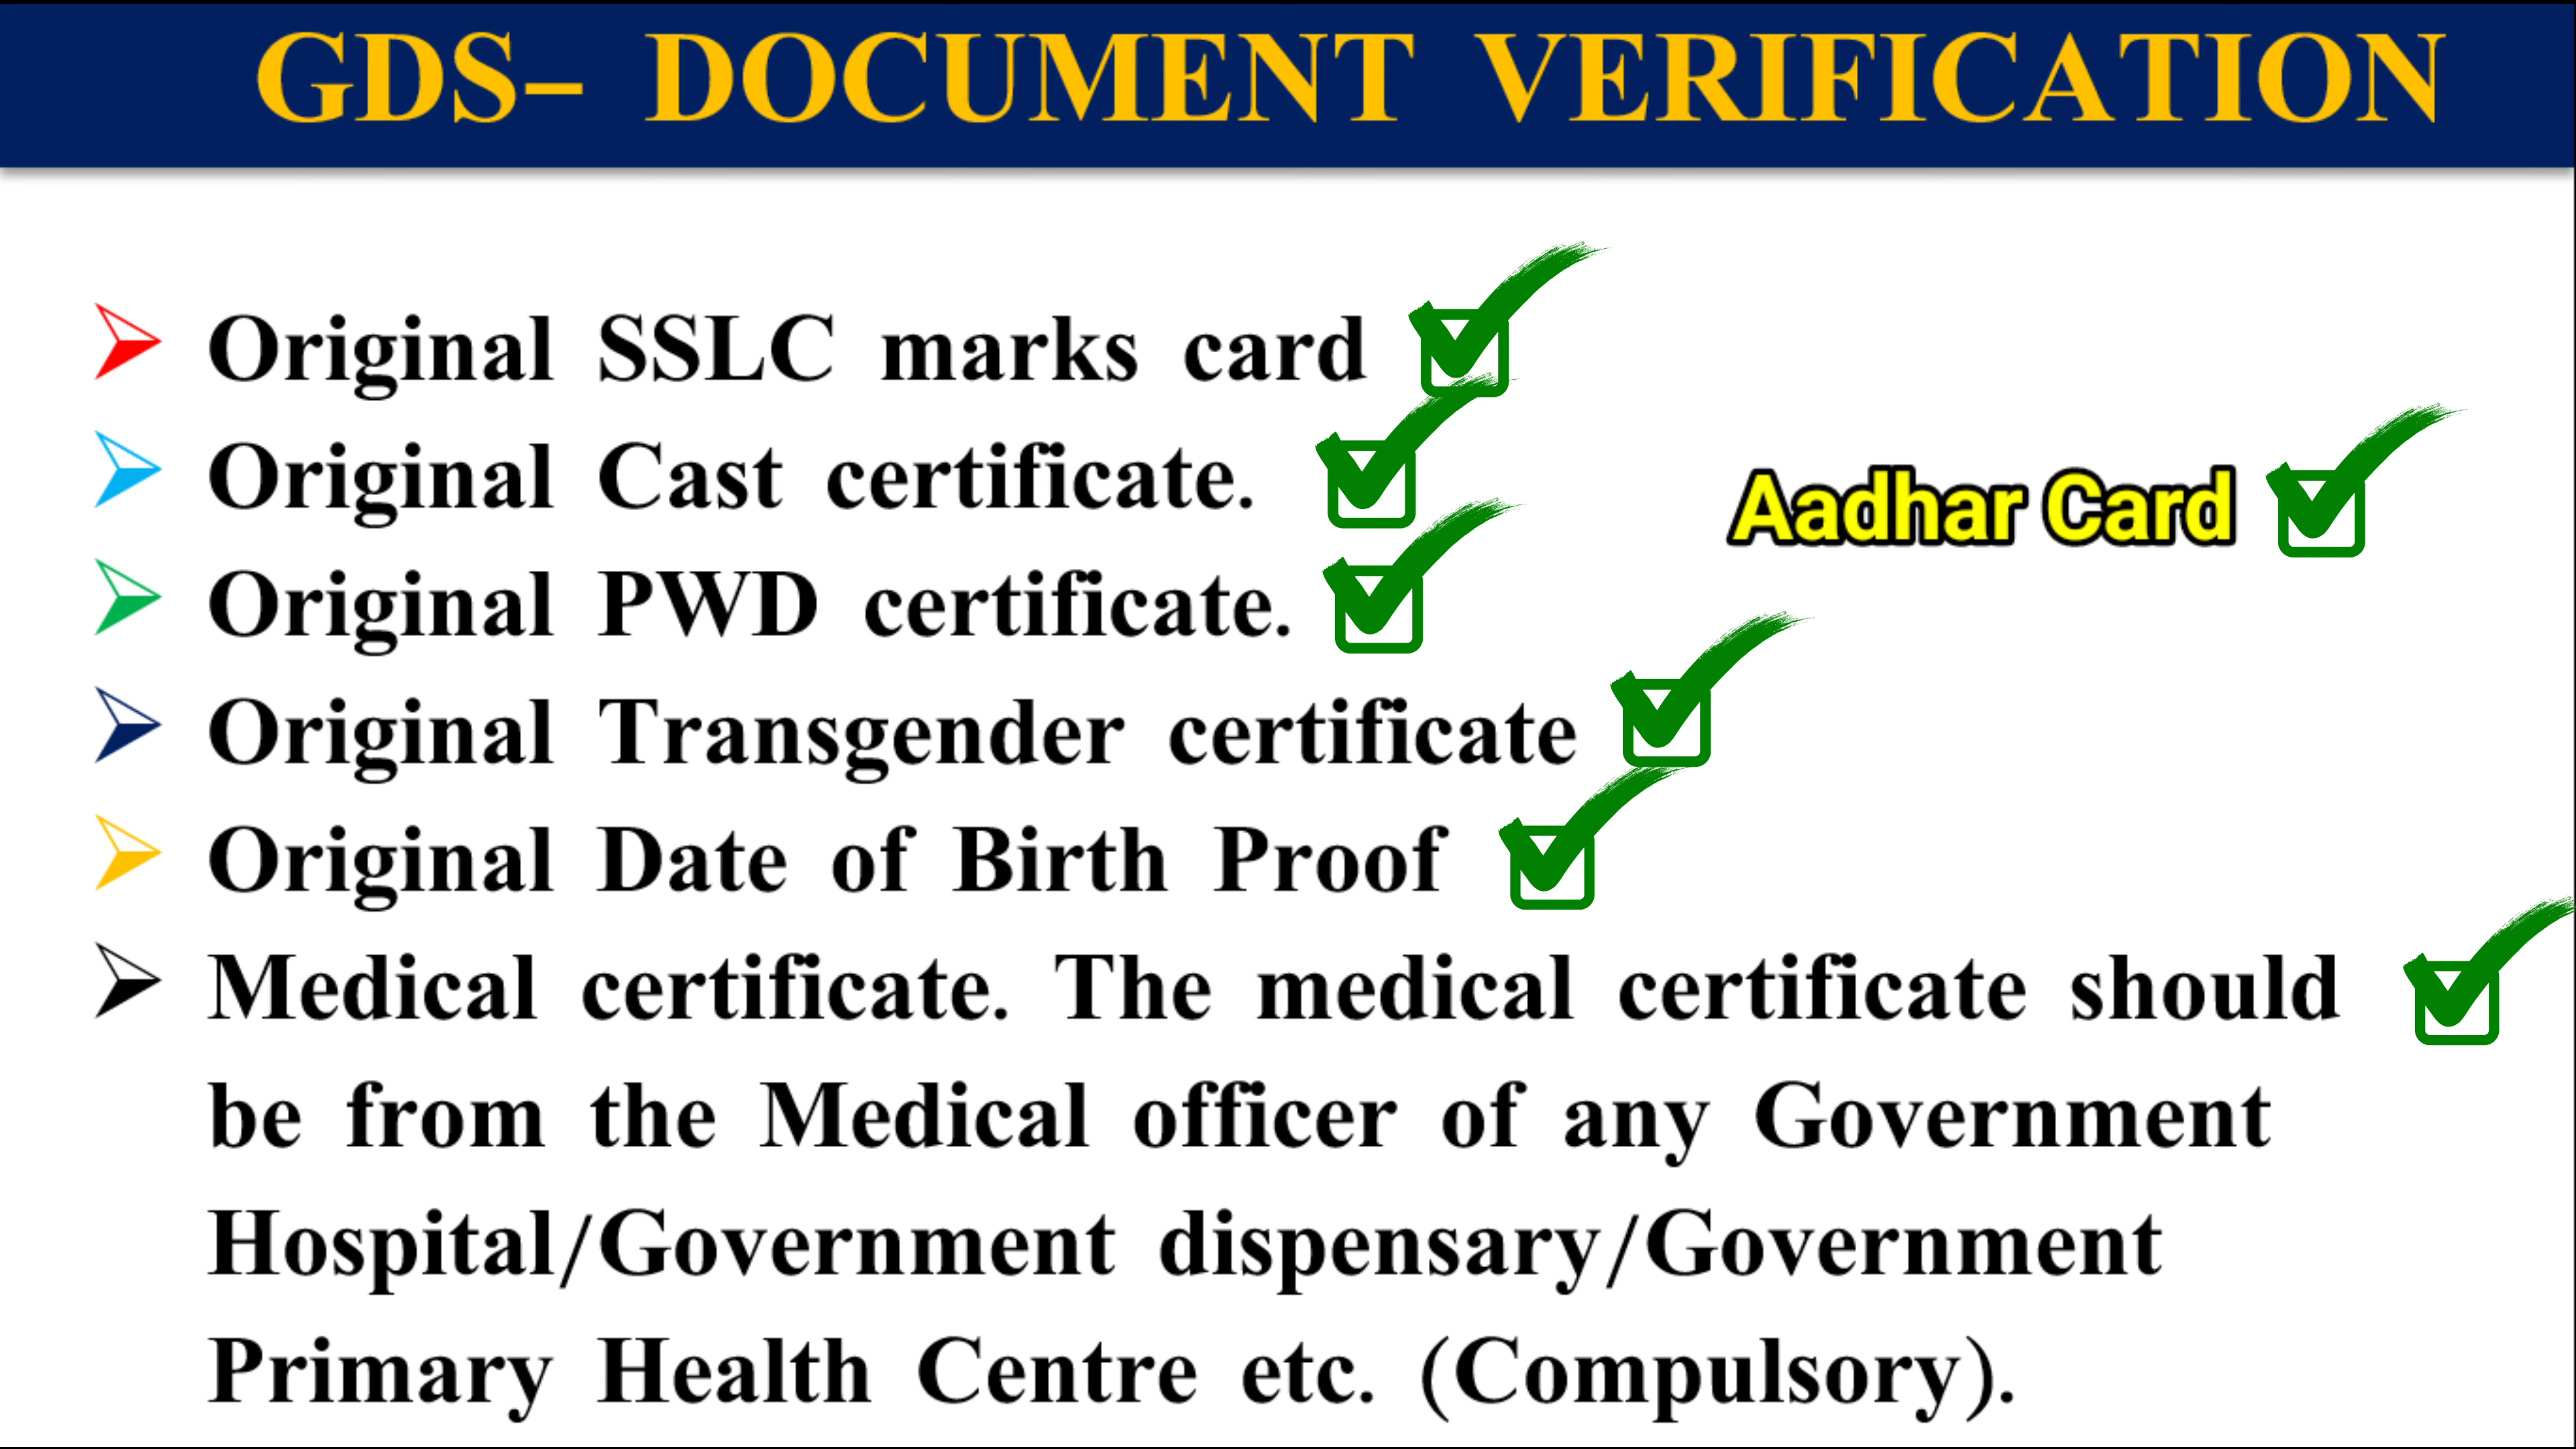 GDS– DOCUMENT VERIFICATION
Original SSLC marks card
Original Cast certificate.
Aadhar Card
Original PWD certificate.
Original Transgender certificate
Original Date of Birth Proof
Medical certificate. The medical certificate should
be from the Medical officer of any Government
Hospital/Government dispensary/Government
Primary Health Centre etc. (Compulsory).